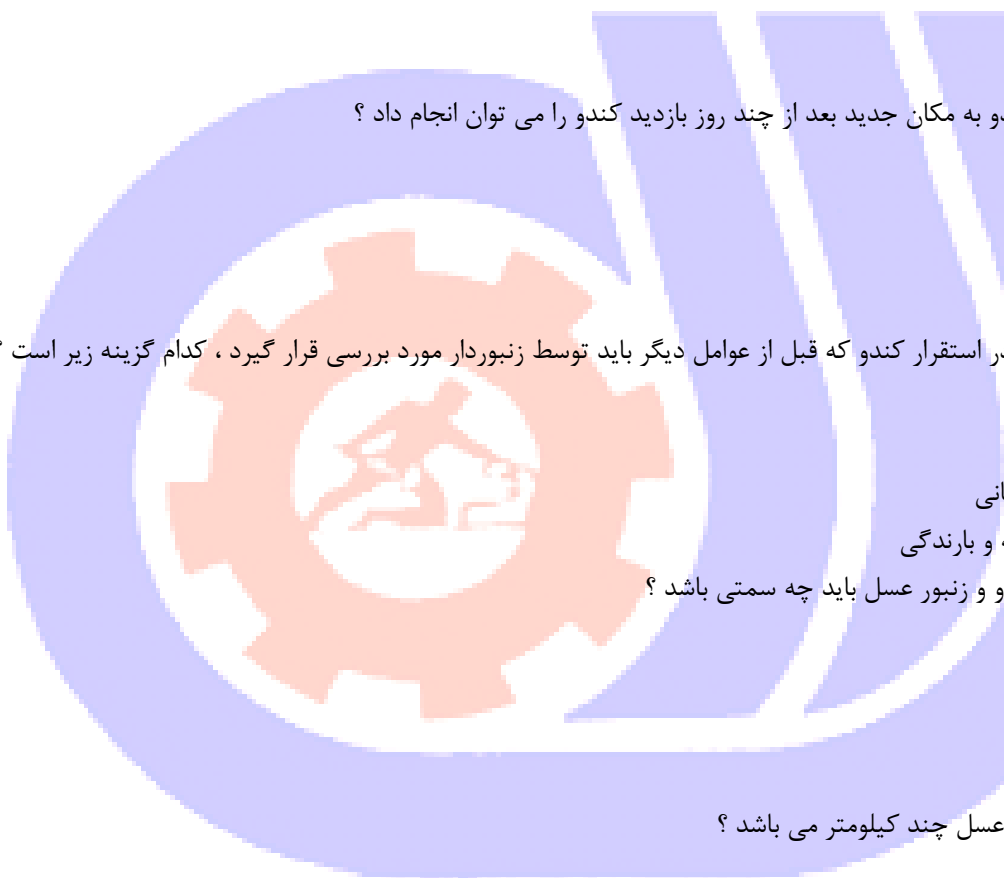 به مکان جدید بعد از چند روز بازدید کندو را می توان انجام داد ؟
استقرار کندو که قبل از عوامل دیگر باید توسط زنبوردار مورد بررسی قرار گیرد ، کدام گزینه زیر است ؟
و بارندگی
و زنبور عسل باید چه سمتی باشد ؟
عسل چند کیلومتر می باشد ؟